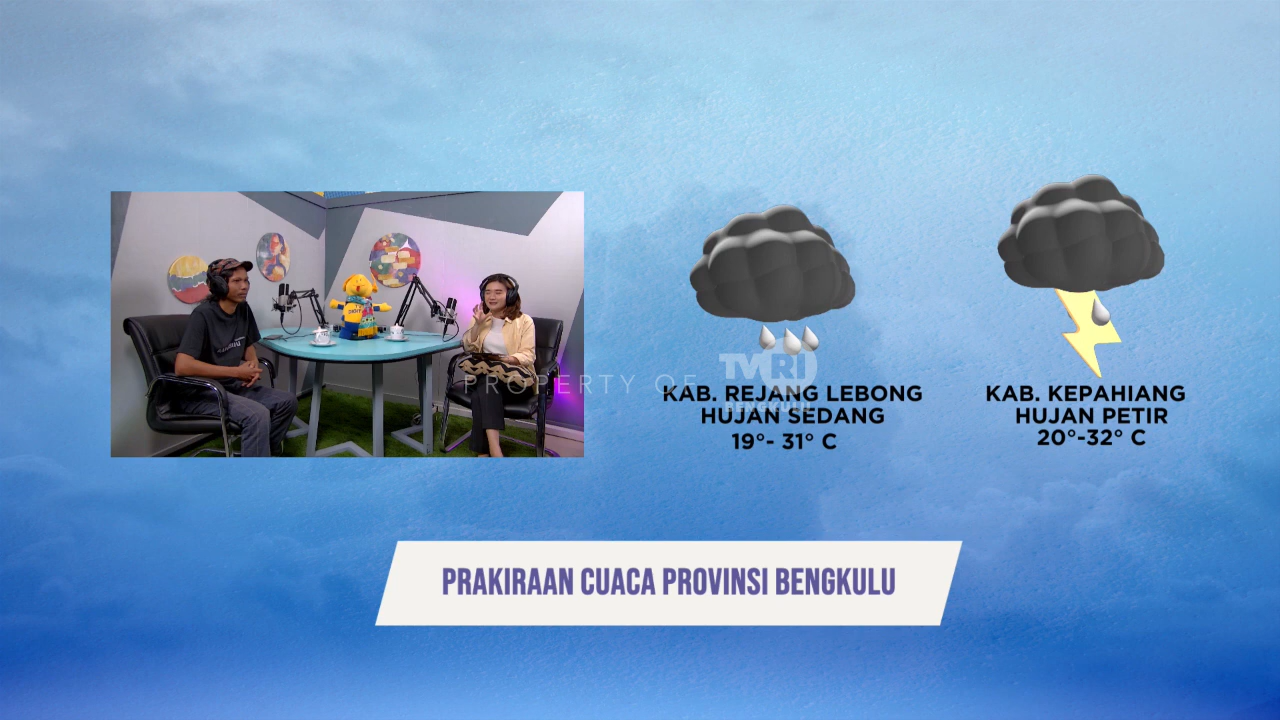 PROPERTY OF
TVRI
BENGKULU
KAB. REJANG LEBONG
HUJAN SEDANG
19°- 31° C
KAB. KEPAHIANG
HUJAN PETIR
20°-32° C
PRAKIRAAN CUACA PROVINSI BENGKULU